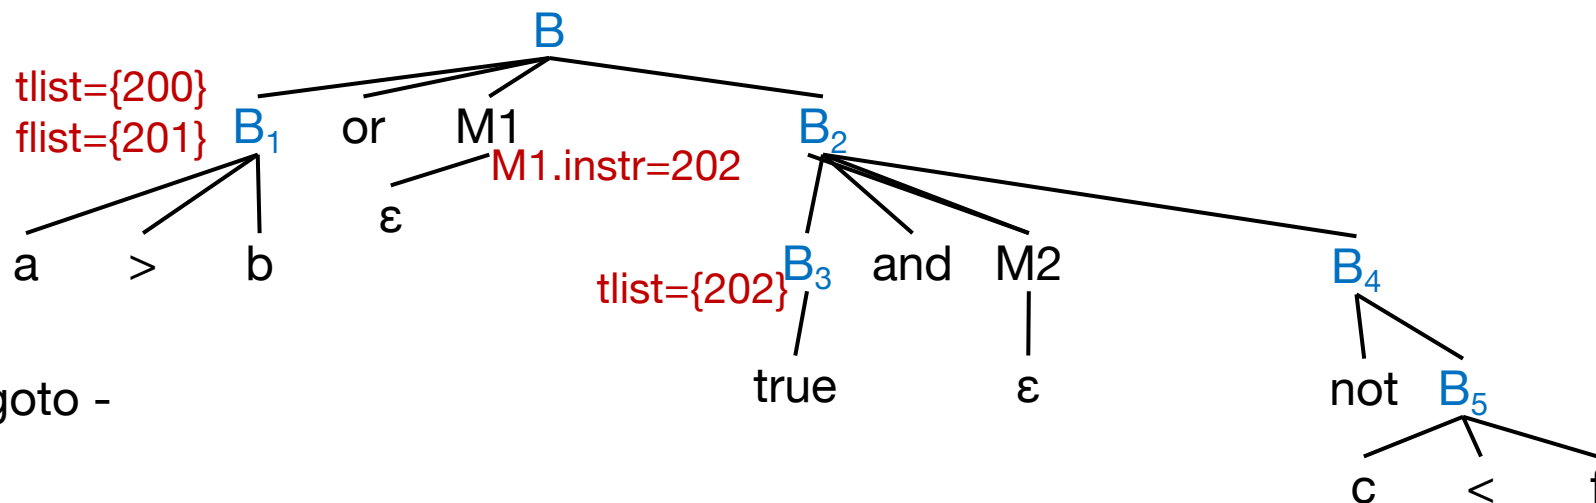 B
tlist={200}
flist={201}
B₁ or M1 B₂
M1.instr=202
ε
a > b B₃ and M2 B₄
tlist={202}
true ε not B₅
goto -
c <